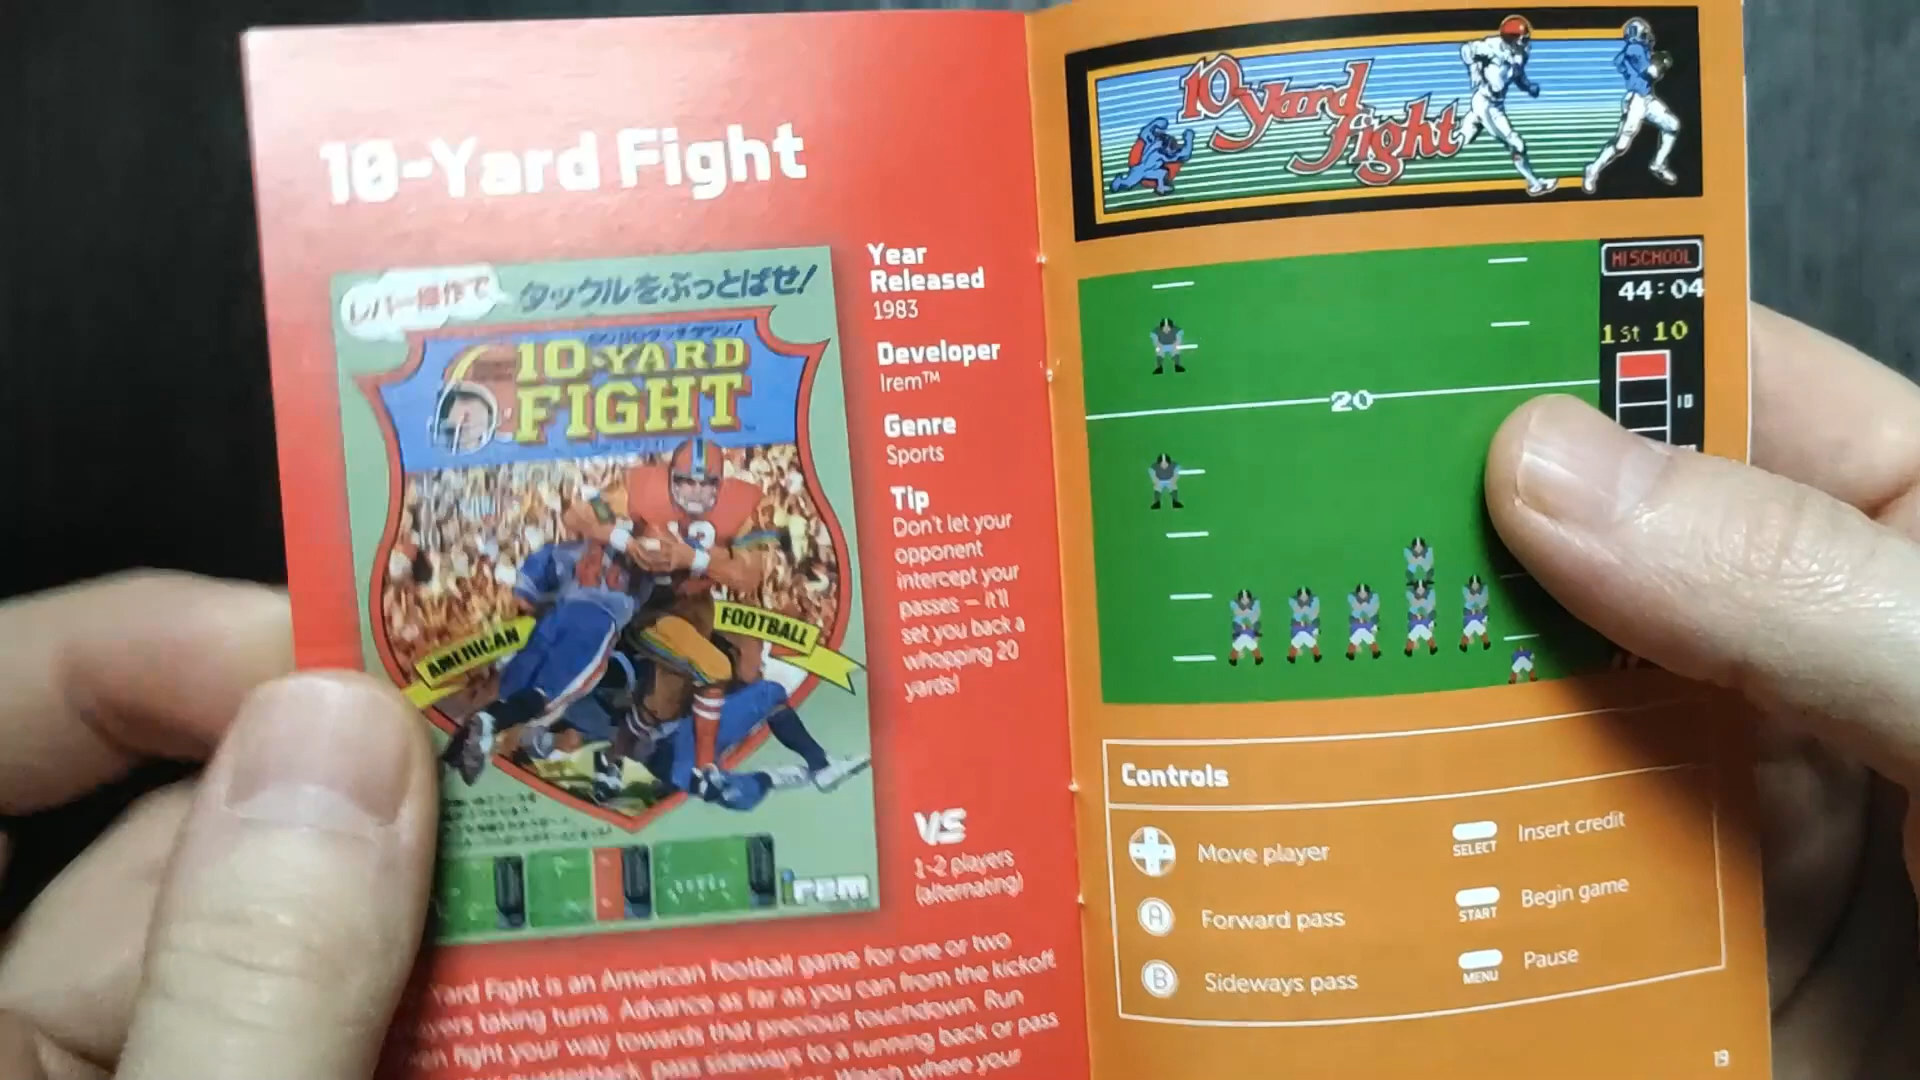 10-Yard Fight
レバー操作で
タックルをぶっとばせ!
10-YARD
FIGHT
AMERICAN
FOOTBALL
irem
Year
Released
1983
Developer
Irem™
Genre
Sports
Tip
Don't let your
opponent
intercept your
passes – it'll
set you back a
whopping 20
yards!
VS
1-2 players
(alternating)
Yard Fight is an American football game for one or two
taking turns. Advance as far as you can from the kickoff
fight your way towards that precious touchdown. Run
quarterback, pass sideways to a running back or pass
Watch where your
10 Yard
Fight
HISCHOOL
44:04
1st 10
10
20
Controls
Move player
A Forward pass
B Sideways pass
SELECT Insert credit
START Begin game
MENU Pause
19